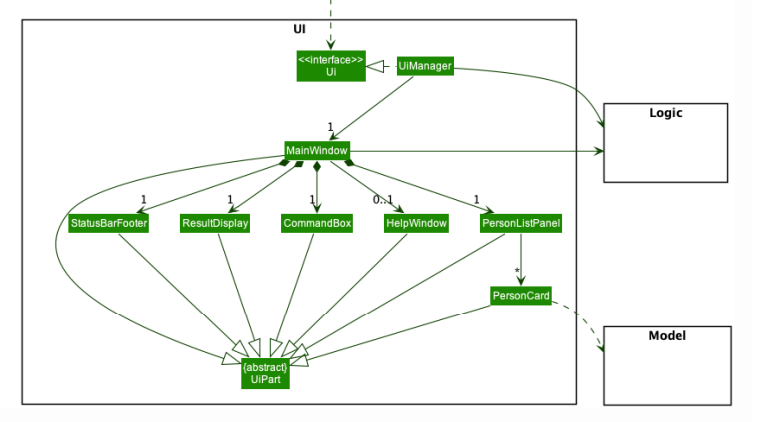 UI
<<interface>>
Ui
UiManager
Logic
1
MainWindow
1
1
1
0..1
1
StatusBarFooter
ResultDisplay
CommandBox
HelpWindow
PersonListPanel
*
PersonCard
Model
{abstract}
UiPart